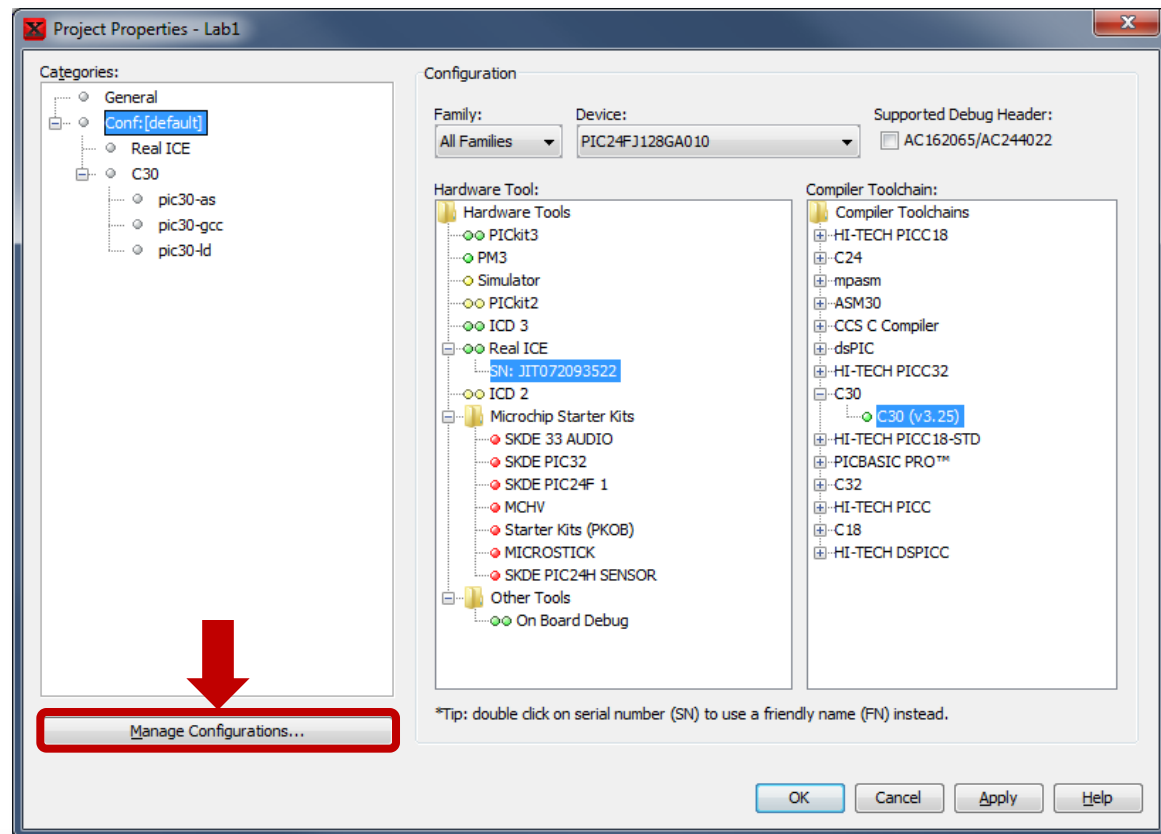 Project Properties - Lab1
Categories:
General
Conf:[default]
Real ICE
C30
pic30-as
pic30-gcc
pic30-ld
Manage Configurations...
Configuration
Family:
Device:
Supported Debug Header:
All Families
PIC24FJ128GA010
AC162065/AC244022
Hardware Tool:
Hardware Tools
PICkit3
PM3
Simulator
PICkit2
ICD 3
Real ICE
SN: JIT072093522
ICD 2
Microchip Starter Kits
SKDE 33 AUDIO
SKDE PIC32
SKDE PIC24F 1
MCHV
Starter Kits (PKOB)
MICROSTICK
SKDE PIC24H SENSOR
Other Tools
On Board Debug
Compiler Toolchain:
Compiler Toolchains
HI-TECH PICC18
C24
mpasm
ASM30
CCS C Compiler
dsPIC
HI-TECH PICC32
C30
C30 (v3.25)
HI-TECH PICC18-STD
PICBASIC PRO™
C32
HI-TECH PICC
C18
HI-TECH DSPICC
*Tip: double click on serial number (SN) to use a friendly name (FN) instead.
OK
Cancel
Apply
Help